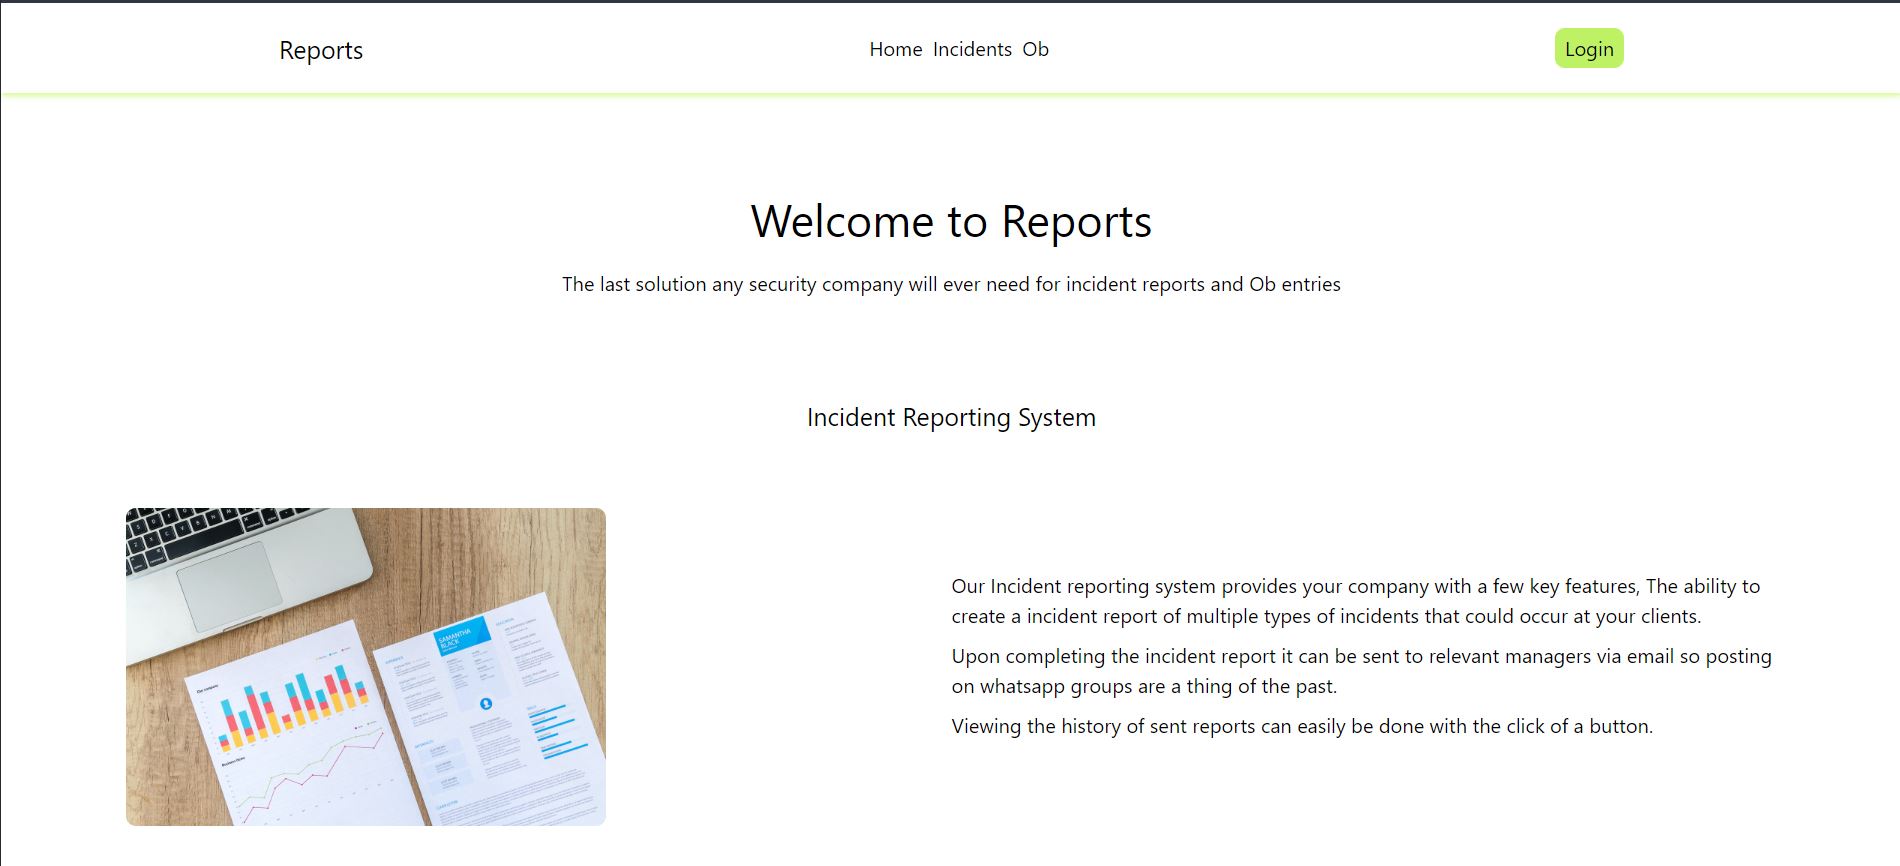 Reports
Home Incidents Ob
Login
Welcome to Reports
The last solution any security company will ever need for incident reports and Ob entries
Incident Reporting System
SAMANTHA
BLACK
Our Incident reporting system provides your company with a few key features, The ability to
create a incident report of multiple types of incidents that could occur at your clients.
Upon completing the incident report it can be sent to relevant managers via email so posting
on whatsapp groups are a thing of the past.
Viewing the history of sent reports can easily be done with the click of a button.